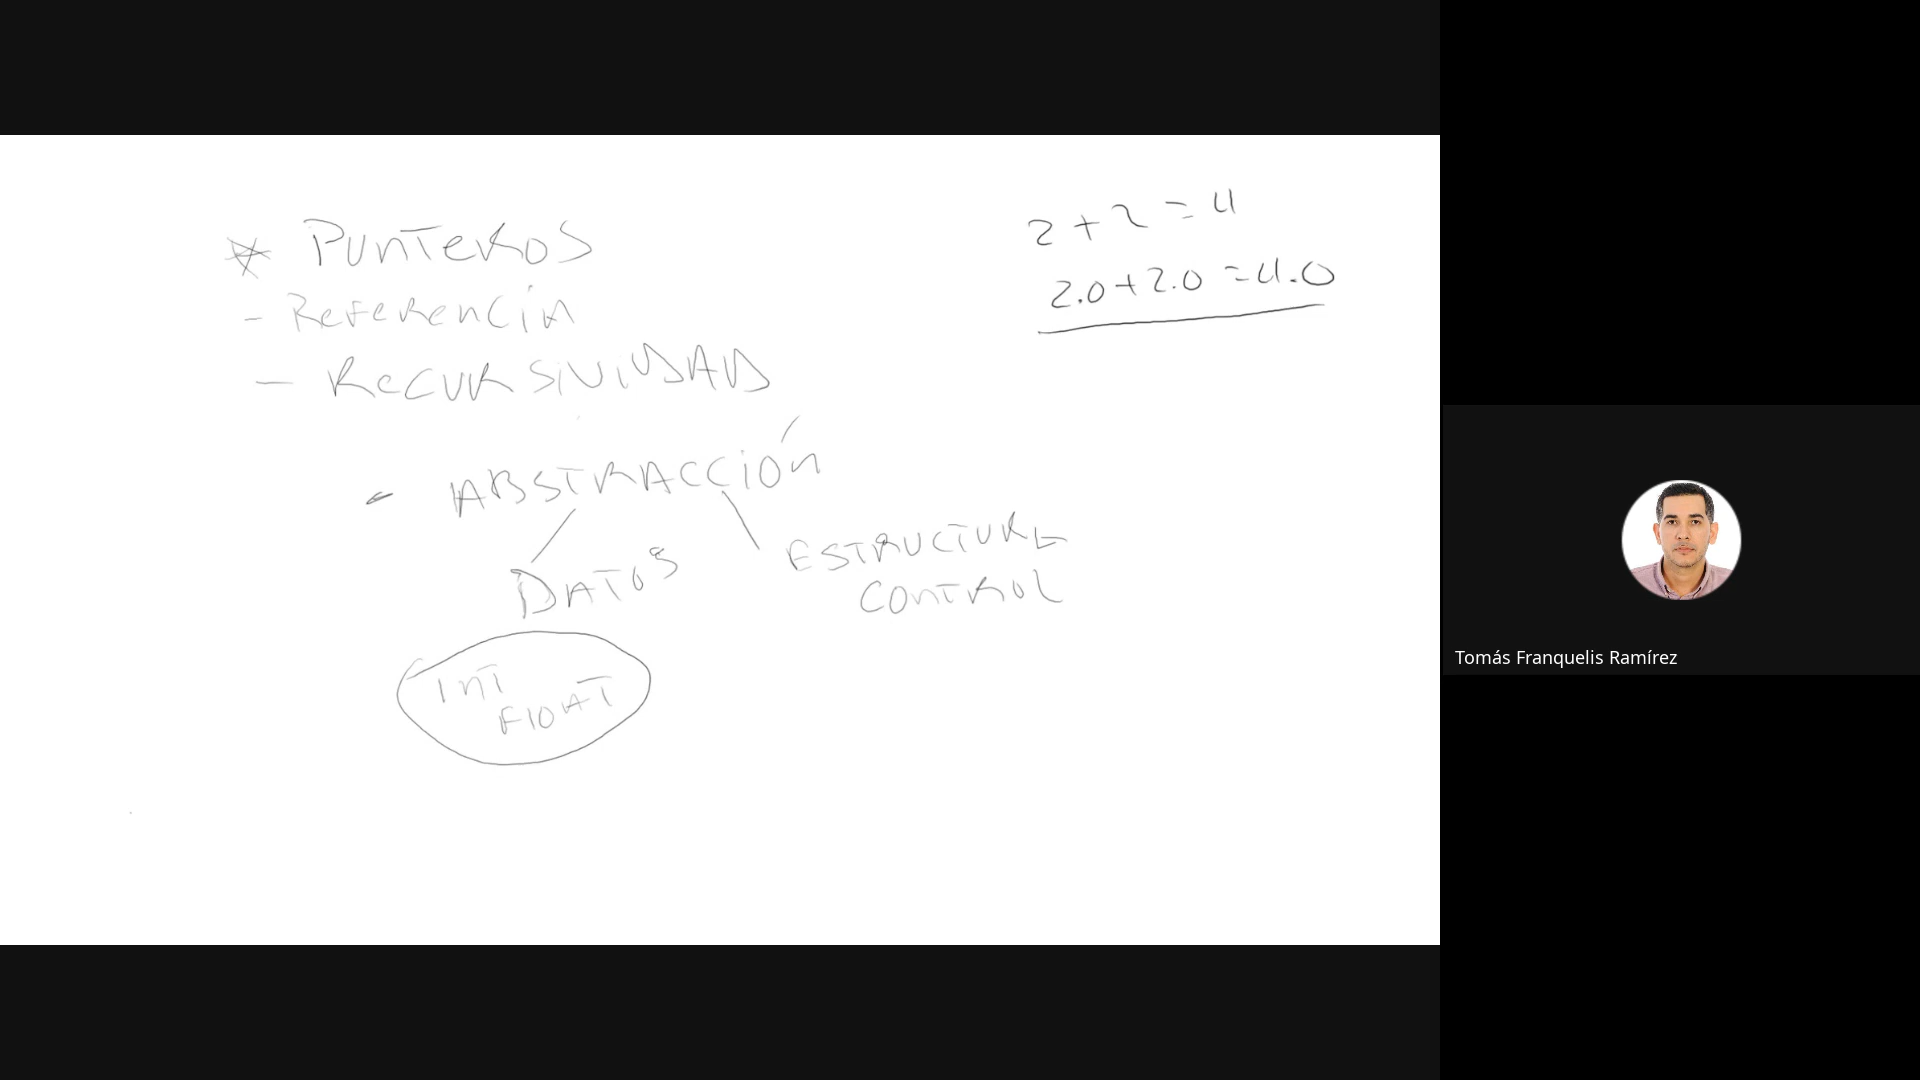 * PUNTEROS
- REFERENCIA
- RECURSIVIDAD
- ABSTRACCIÓN
DATOS
ESTRUCTURA
CONTROL
INT
FLOAT
2+2=4
2.0+2.0=4.0
Tomás Franquelis Ramírez